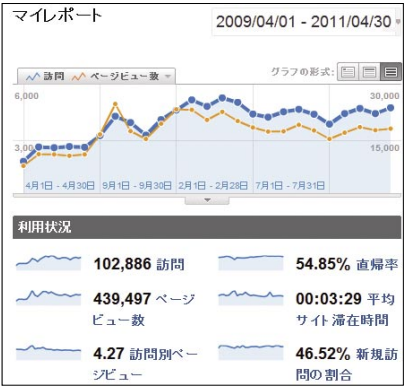 マイレポート
2009/04/01 - 2011/04/30
訪問 ページビュー数
グラフの形式:
6,000 30,000
3,000 15,000
4月1日 - 4月30日 9月1日 - 9月30日 2月1日 - 2月28日 7月1日 - 7月31日
利用状況
102,886 訪問
54.85% 直帰率
439,497 ページ
ビュー数
00:03:29 平均
サイト滞在時間
4.27 訪問別ペー
ジビュー
46.52% 新規訪
問の割合